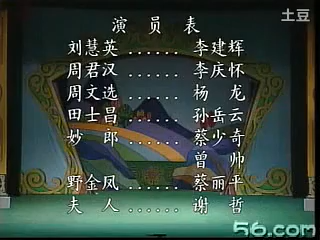 土豆
演员表
刘慧英......李建辉
周君汉......李庆怀
周文选......杨 龙
田士昌......孙岳云
妙 郎......蔡少奇
曾 帅
野金凤......蔡丽平
夫 人......谢 哲
56.com